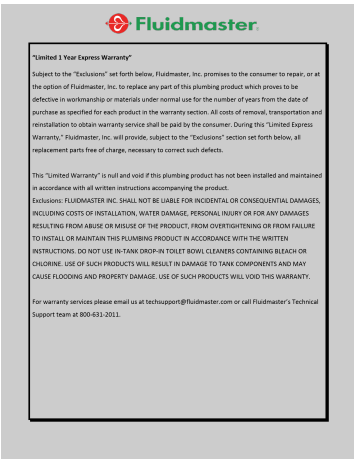 Fluidmaster®
“Limited 1 Year Express Warranty”
Subject to the “Exclusions” set forth below, Fluidmaster, Inc. promises to the consumer to repair, or at
the option of Fluidmaster, Inc. to replace any part of this plumbing product which proves to be
defective in workmanship or materials under normal use for the number of years from the date of
purchase as specified for each product in the warranty section. All costs of removal, transportation and
reinstallation to obtain warranty service shall be paid by the consumer. During this “Limited Express
Warranty,” Fluidmaster, Inc. will provide, subject to the “Exclusions” section set forth below, all
replacement parts free of charge, necessary to correct such defects.
This “Limited Warranty” is null and void if this plumbing product has not been installed and maintained
in accordance with all written instructions accompanying the product.
Exclusions: FLUIDMASTER INC. SHALL NOT BE LIABLE FOR INCIDENTAL OR CONSEQUENTIAL DAMAGES,
INCLUDING COSTS OF INSTALLATION, WATER DAMAGE, PERSONAL INJURY OR FOR ANY DAMAGES
RESULTING FROM ABUSE OR MISUSE OF THE PRODUCT, FROM OVERTIGHTENING OR FROM FAILURE
TO INSTALL OR MAINTAIN THIS PLUMBING PRODUCT IN ACCORDANCE WITH THE WRITTEN
INSTRUCTIONS. DO NOT USE IN-TANK DROP-IN TOILET BOWL CLEANERS CONTAINING BLEACH OR
CHLORINE. USE OF SUCH PRODUCTS WILL RESULT IN DAMAGE TO TANK COMPONENTS AND MAY
CAUSE FLOODING AND PROPERTY DAMAGE. USE OF SUCH PRODUCTS WILL VOID THIS WARRANTY.
For warranty services please email us at techsupport@fluidmaster.com or call Fluidmaster’s Technical
Support team at 800-631-2011.